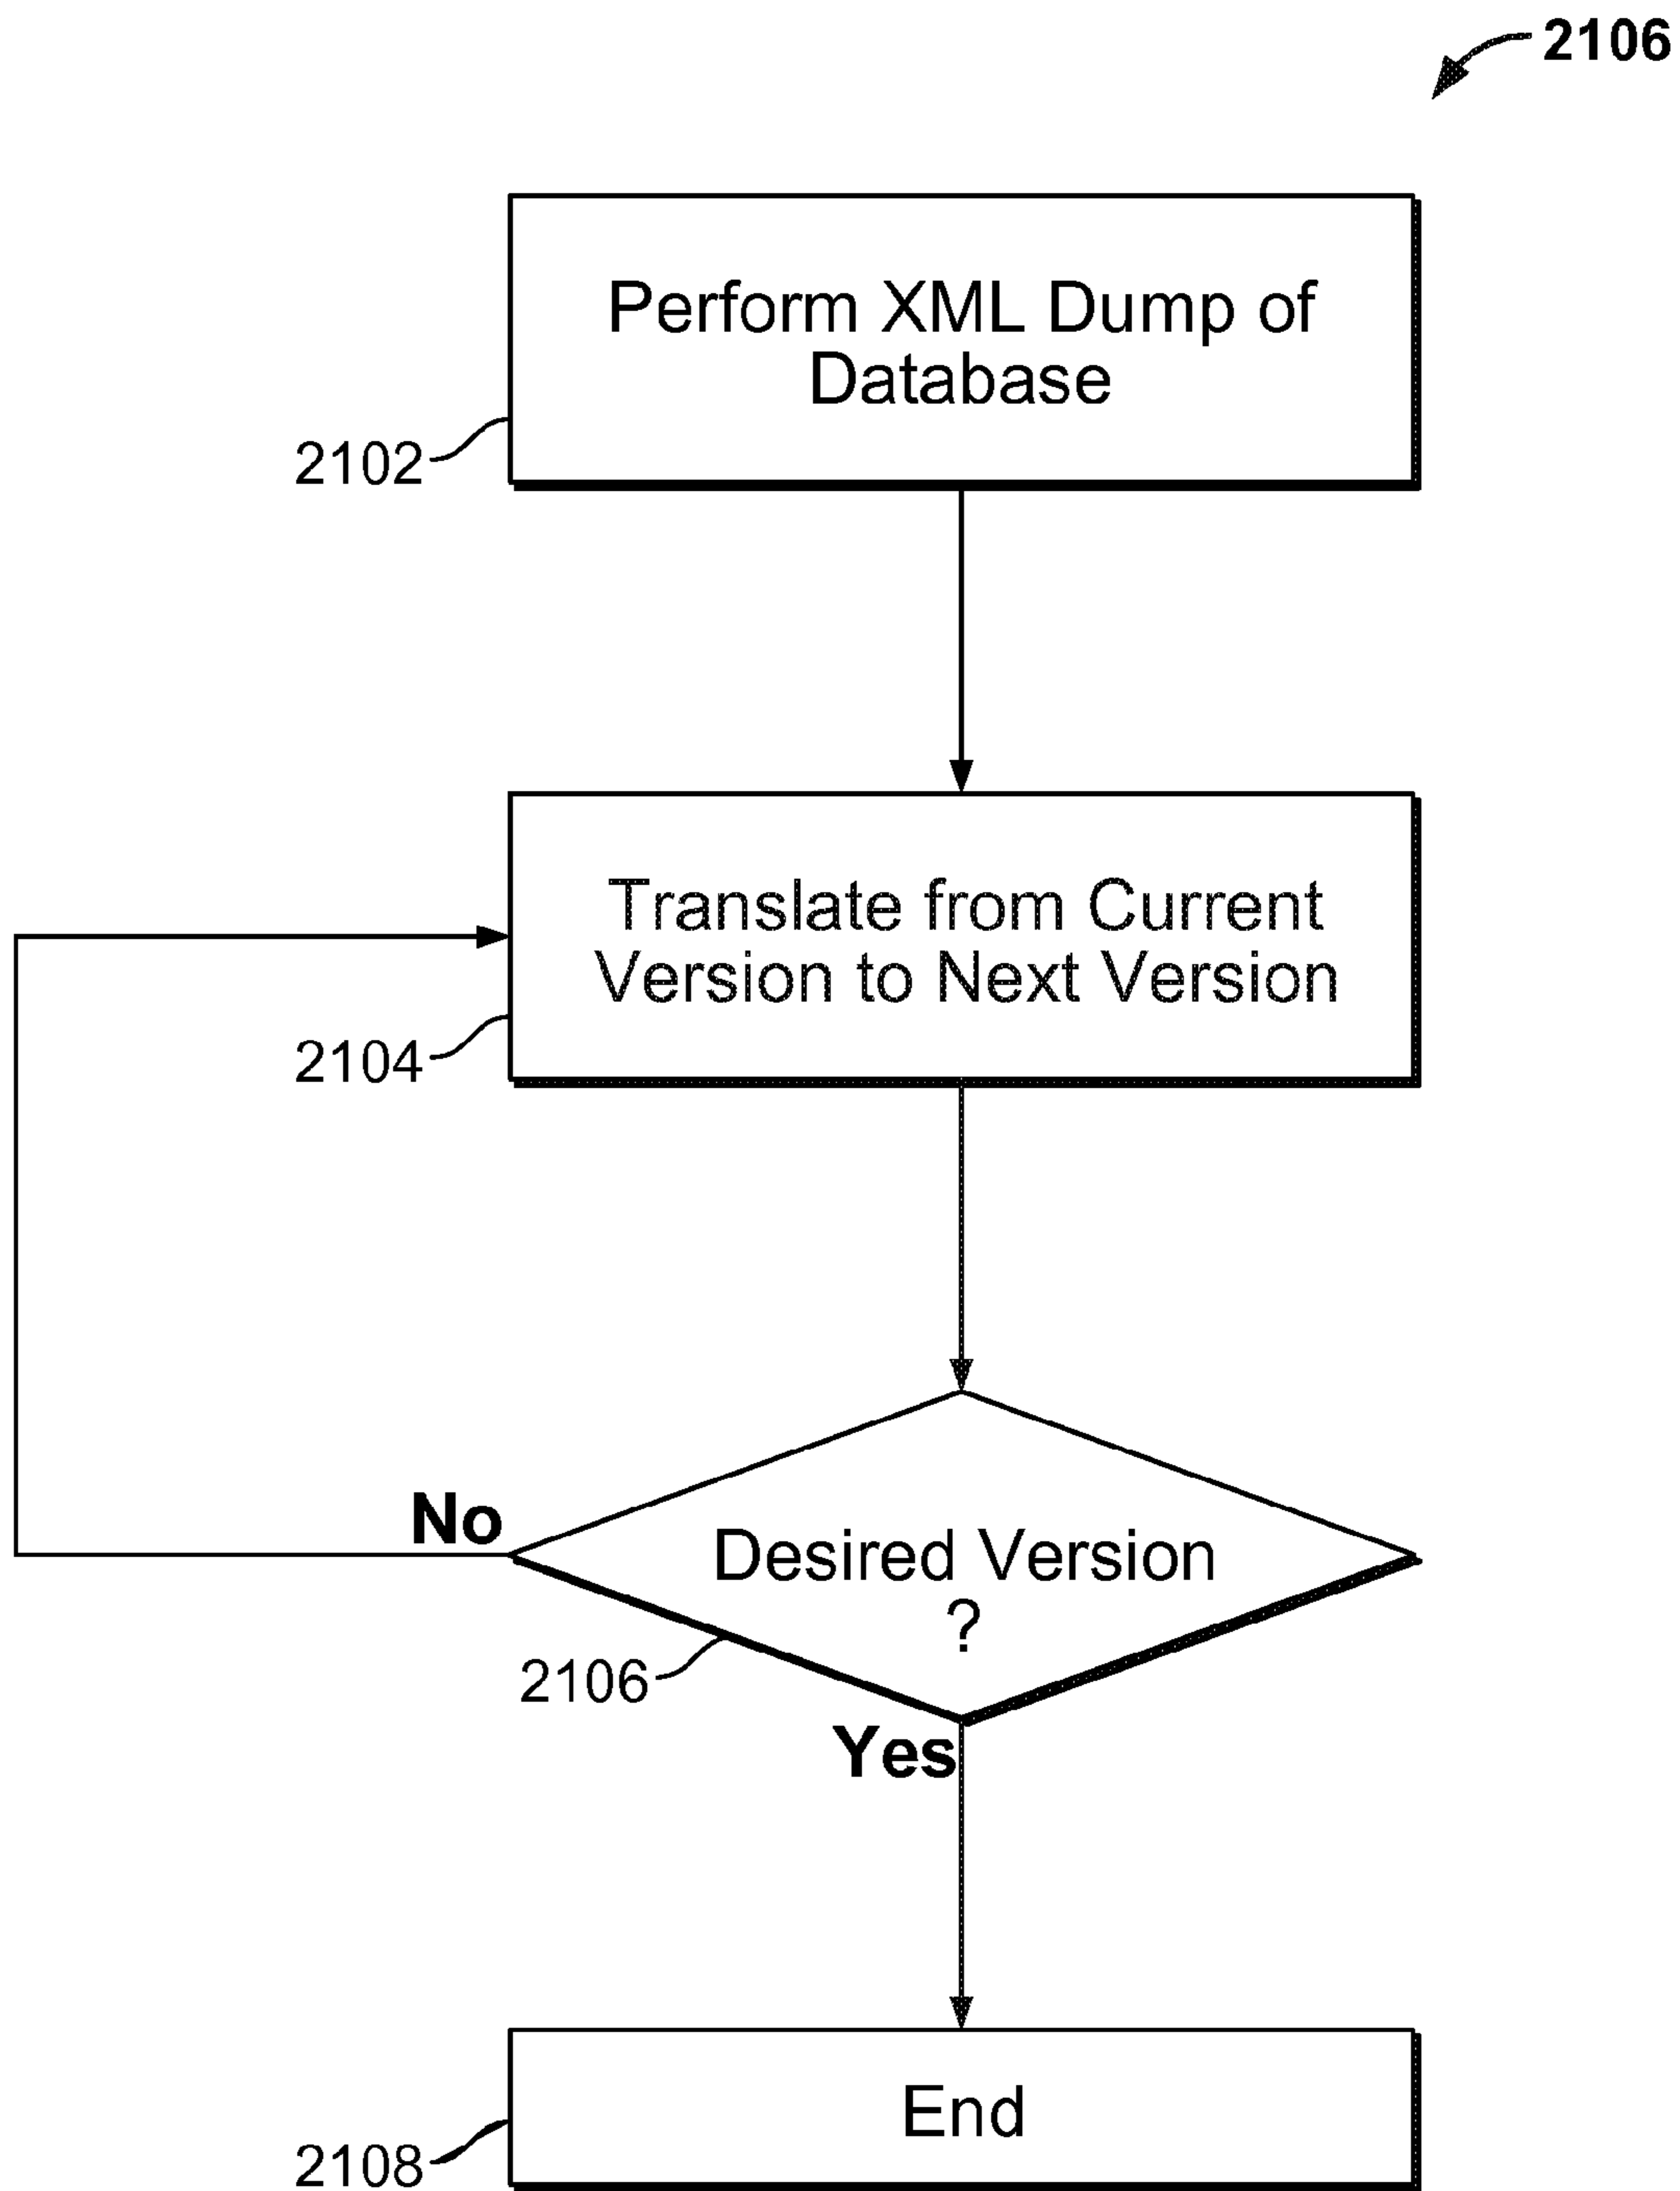 2106
Perform XML Dump of
Database
2102
Translate from Current
Version to Next Version
2104
No
Desired Version
?
2106
Yes
End
2108